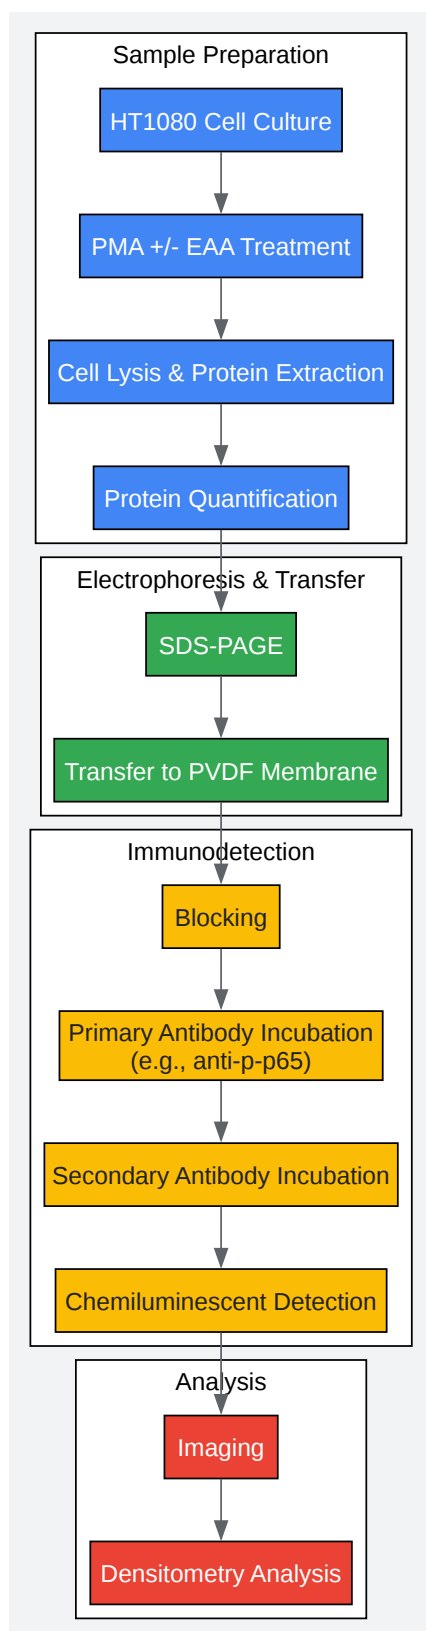 Sample Preparation
HT1080 Cell Culture
PMA +/- EAA Treatment
Cell Lysis & Protein Extraction
Protein Quantification
Electrophoresis & Transfer
SDS-PAGE
Transfer to PVDF Membrane
Immunodetection
Blocking
Primary Antibody Incubation
(e.g., anti-p-p65)
Secondary Antibody Incubation
Chemiluminescent Detection
Analysis
Imaging
Densitometry Analysis